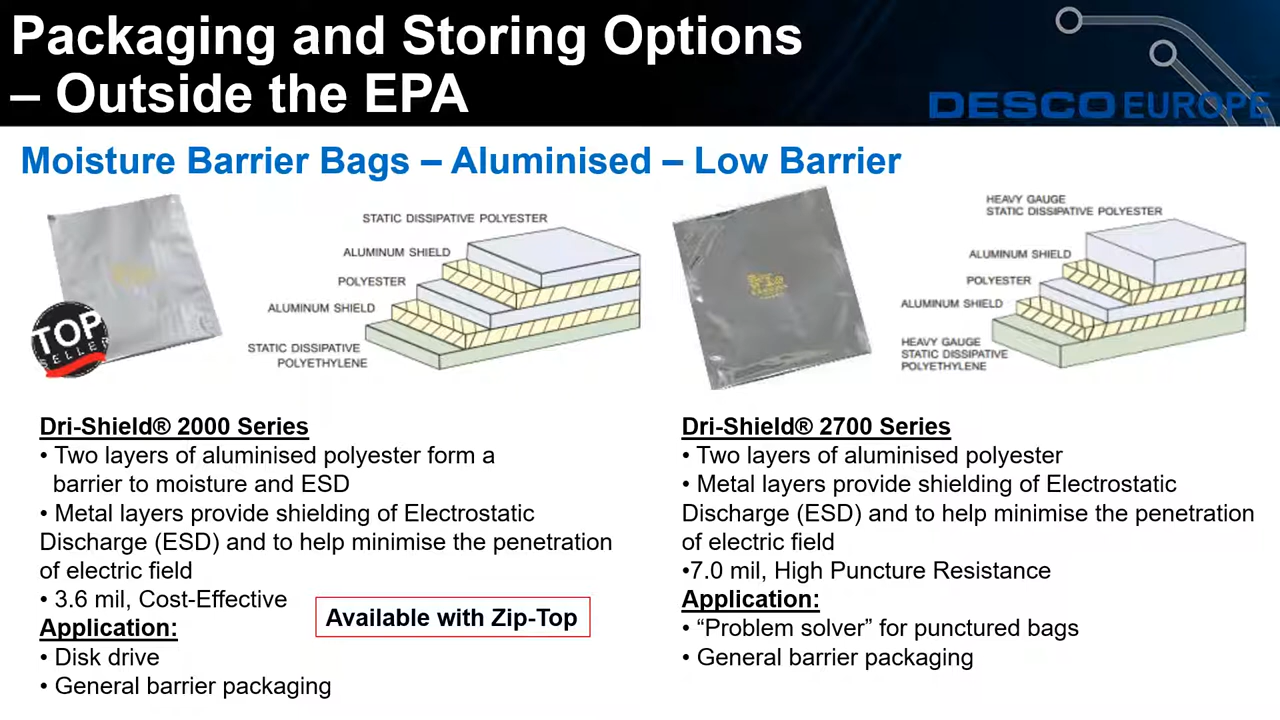 Packaging and Storing Options
– Outside the EPA
DESCO EUROPE
Moisture Barrier Bags – Aluminised – Low Barrier
STATIC DISSIPATIVE POLYESTER
ALUMINUM SHIELD
POLYESTER
ALUMINUM SHIELD
STATIC DISSIPATIVE
POLYETHYLENE
TOP
SELLER
HEAVY GAUGE
STATIC DISSIPATIVE POLYESTER
ALUMINUM SHIELD
POLYESTER
ALUMINUM SHIELD
HEAVY GAUGE
STATIC DISSIPATIVE
POLYETHYLENE
Dri-Shield® 2000 Series
• Two layers of aluminised polyester form a
barrier to moisture and ESD
• Metal layers provide shielding of Electrostatic
Discharge (ESD) and to help minimise the penetration
of electric field
• 3.6 mil, Cost-Effective
Available with Zip-Top
Application:
• Disk drive
• General barrier packaging
Dri-Shield® 2700 Series
• Two layers of aluminised polyester
• Metal layers provide shielding of Electrostatic
Discharge (ESD) and to help minimise the penetration
of electric field
•7.0 mil, High Puncture Resistance
Application:
• “Problem solver” for punctured bags
• General barrier packaging